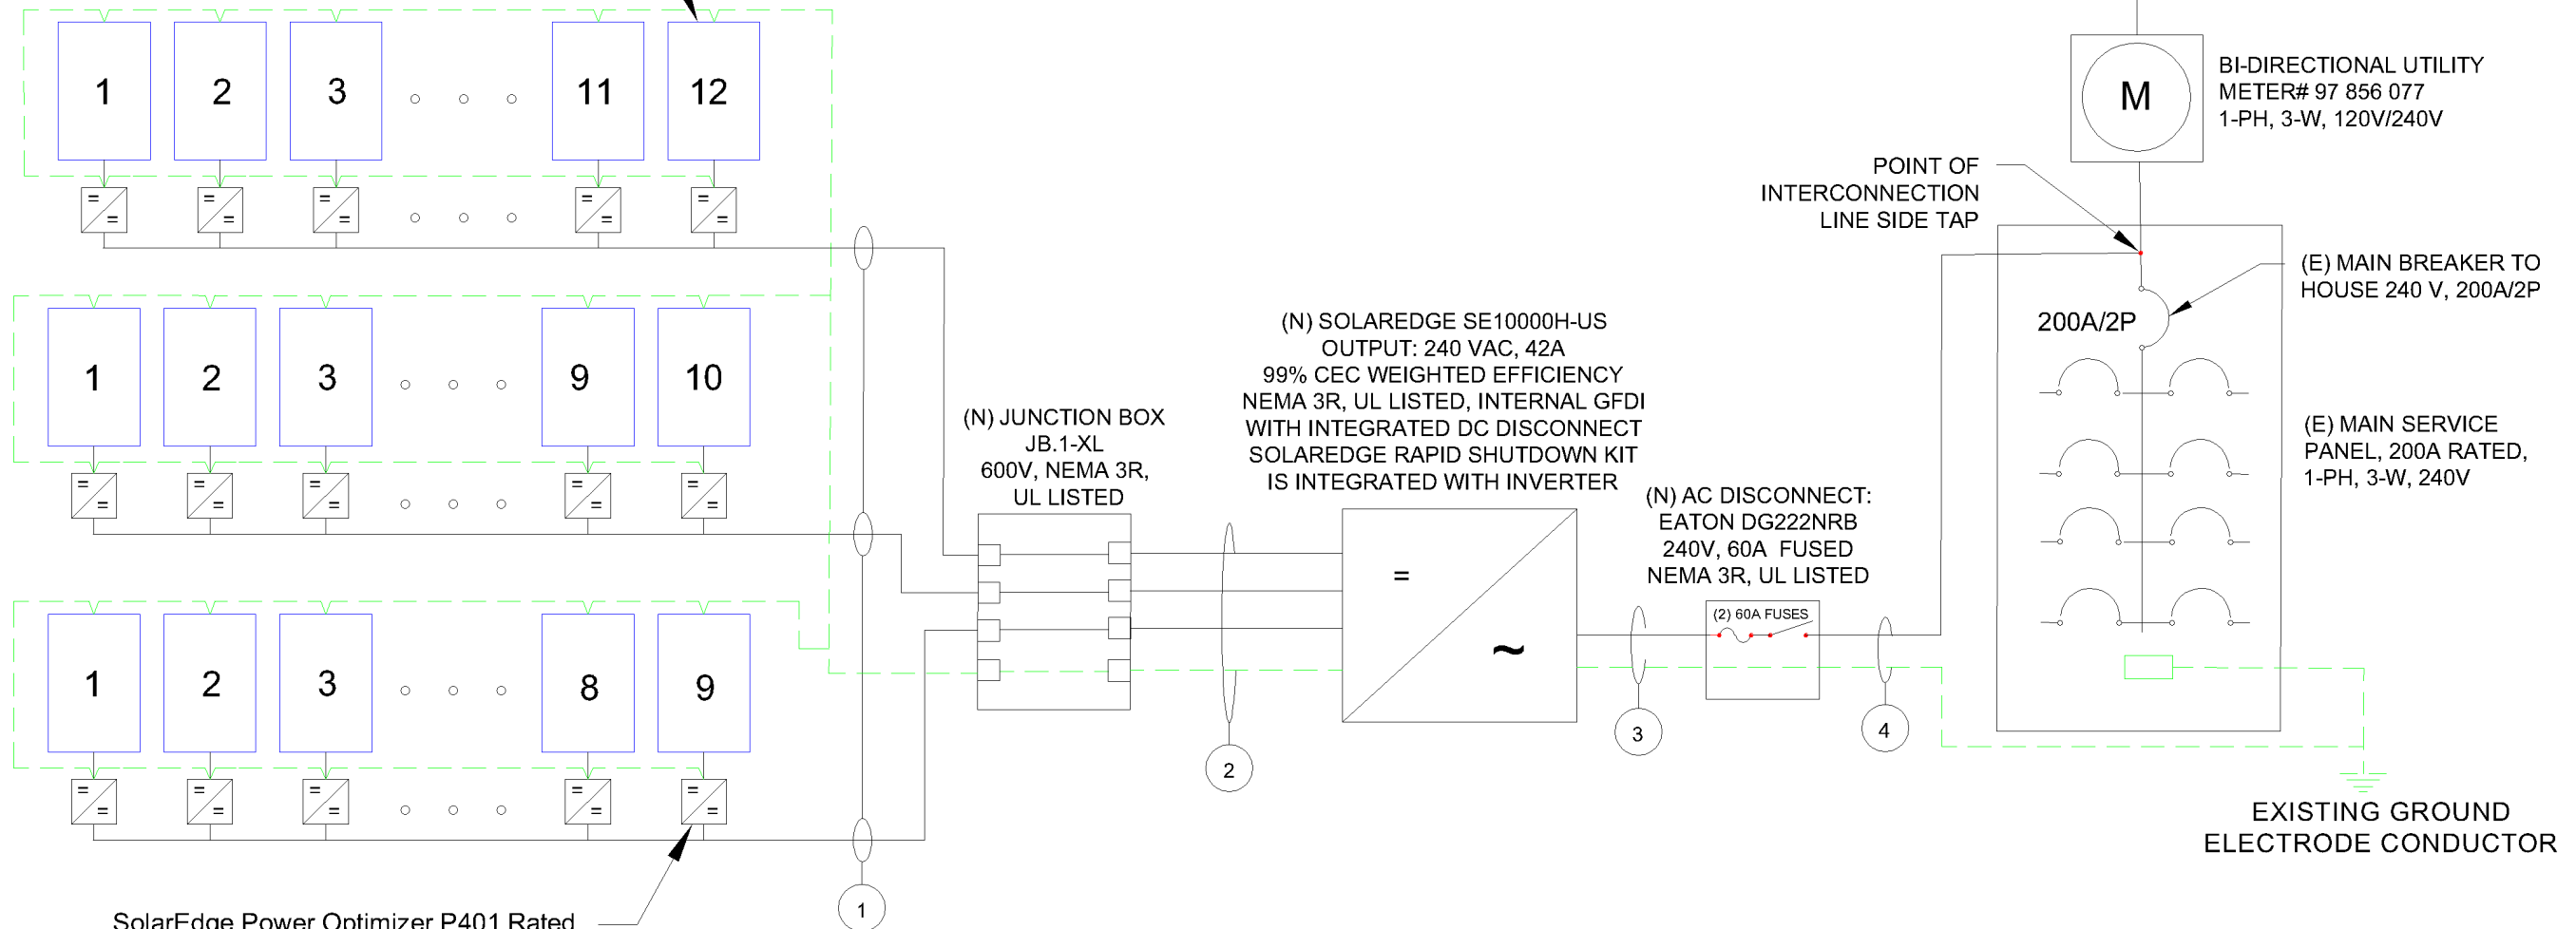 1 2 3 11 12
1 2 3 9 10
1 2 3 8 9
SolarEdge Power Optimizer P401 Rated
1
(N) JUNCTION BOX
JB.1-XL
600V, NEMA 3R,
UL LISTED
2
(N) SOLAREDGE SE10000H-US
OUTPUT: 240 VAC, 42A
99% CEC WEIGHTED EFFICIENCY
NEMA 3R, UL LISTED, INTERNAL GFDI
WITH INTEGRATED DC DISCONNECT
SOLAREDGE RAPID SHUTDOWN KIT
IS INTEGRATED WITH INVERTER
(N) AC DISCONNECT:
EATON DG222NRB
240V, 60A FUSED
NEMA 3R, UL LISTED
(2) 60A FUSES
3
4
POINT OF
INTERCONNECTION
LINE SIDE TAP
M
BI-DIRECTIONAL UTILITY
METER# 97 856 077
1-PH, 3-W, 120V/240V
200A/2P
(E) MAIN BREAKER TO
HOUSE 240 V, 200A/2P
(E) MAIN SERVICE
PANEL, 200A RATED,
1-PH, 3-W, 240V
EXISTING GROUND
ELECTRODE CONDUCTOR